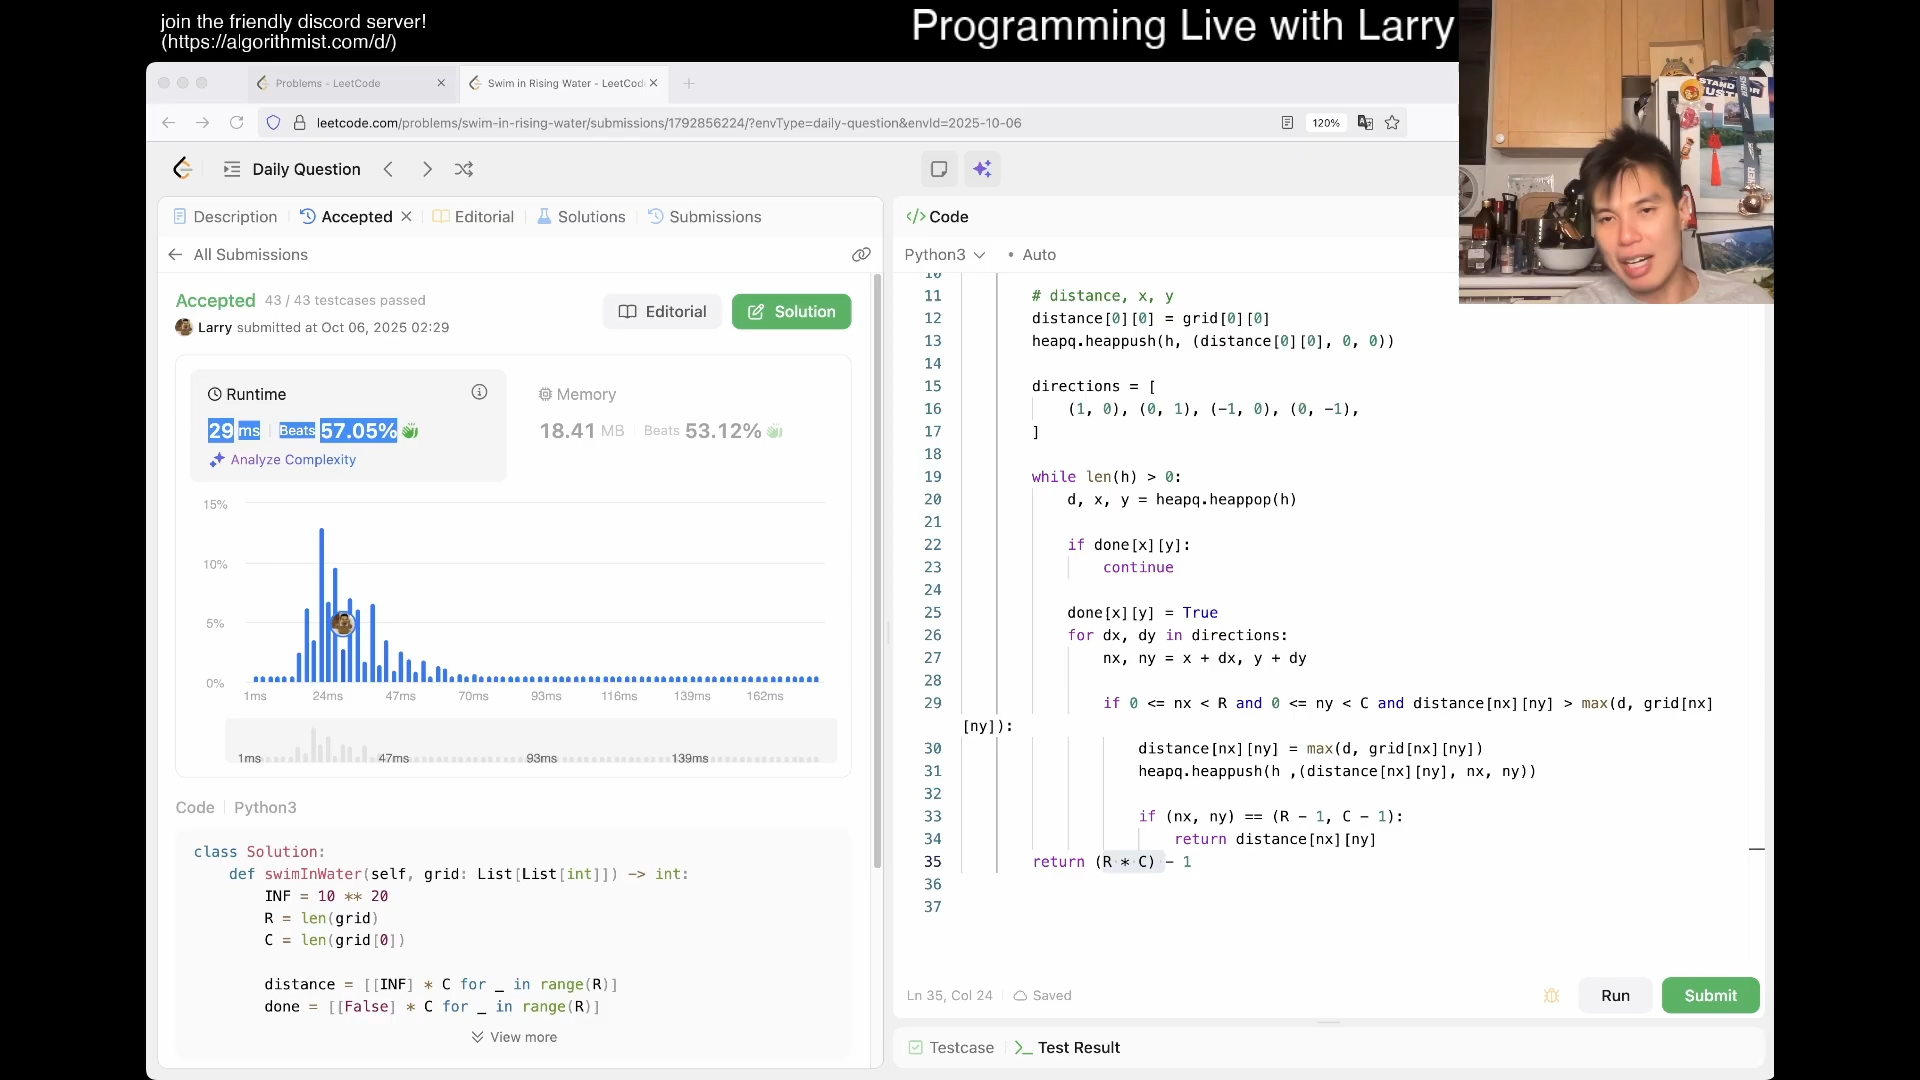 join the friendly discord server!
(https://algorithmist.com/d/)
Programming Live with Larry
Problems - LeetCode
Swim in Rising Water - LeetCod
leetcode.com/problems/swim-in-rising-water/submissions/1792856224/?envType=daily-question&envId=2025-10-06
120%
Daily Question
Description
Accepted
Editorial
Solutions
Submissions
All Submissions
Accepted 43 / 43 testcases passed
Larry submitted at Oct 06, 2025 02:29
Editorial
Solution
Runtime
29 ms | Beats 57.05%
Analyze Complexity
Memory
18.41 MB | Beats 53.12%
15%
10%
5%
0%
1ms 24ms 47ms 70ms 93ms 116ms 139ms 162ms
1ms 47ms 93ms 139ms
Code | Python3
class Solution:
    def swimInWater(self, grid: List[List[int]]) -> int:
        INF = 10 ** 20
        R = len(grid)
        C = len(grid[0])
        distance = [[INF] * C for _ in range(R)]
        done = [[False] * C for _ in range(R)]
View more
</> Code
Python3 • Auto
10
11 # distance, x, y
12 distance[0][0] = grid[0][0]
13 heapq.heappush(h, (distance[0][0], 0, 0))
14
15 directions = [
16     (1, 0), (0, 1), (-1, 0), (0, -1),
17 ]
18
19 while len(h) > 0:
20     d, x, y = heapq.heappop(h)
21
22     if done[x][y]:
23         continue
24
25     done[x][y] = True
26     for dx, dy in directions:
27         nx, ny = x + dx, y + dy
28
29         if 0 <= nx < R and 0 <= ny < C and distance[nx][ny] > max(d, grid[nx]
[ny]):
30             distance[nx][ny] = max(d, grid[nx][ny])
31             heapq.heappush(h ,(distance[nx][ny], nx, ny))
32
33             if (nx, ny) == (R - 1, C - 1):
34                 return distance[nx][ny]
35 return (R * C) - 1
36
37
Ln 35, Col 24
Saved
Run
Submit
Testcase
Test Result